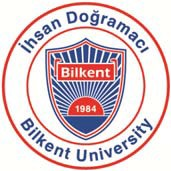 İhsan Doğramacı
Bilkent
1984
Bilkent University